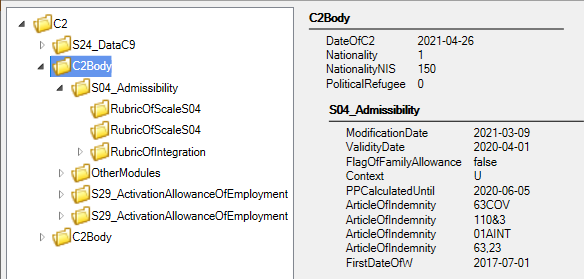 C2
S24_DataC9
C2Body
S04_Admissibility
RubricOfScaleS04
RubricOfScaleS04
RubricOfIntegration
OtherModules
S29_ActivationAllowanceOfEmployment
S29_ActivationAllowanceOfEmployment
C2Body
C2Body
DateOfC2 2021-04-26
Nationality 1
NationalityNIS 150
PoliticalRefugee 0
S04_Admissibility
ModificationDate 2021-03-09
ValidityDate 2020-04-01
FlagOfFamilyAllowance false
Context U
PPCalculatedUntil 2020-06-05
ArticleOfIndemnity 63COV
ArticleOfIndemnity 110&3
ArticleOfIndemnity 01AINT
ArticleOfIndemnity 63,23
FirstDateOfW 2017-07-01